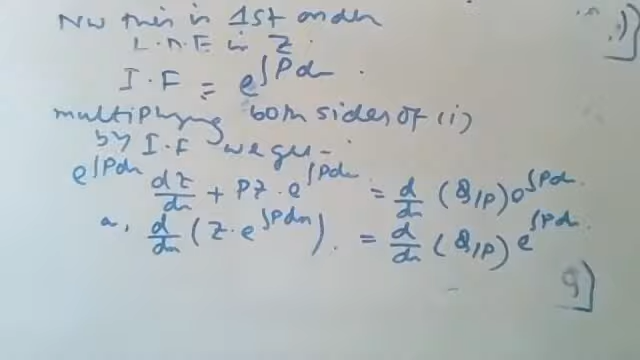 Now this is 1st order
L.D.E in Z.
I.F = e^∫Pdx.
multiplying both sides of (i)
by I.F we get—
e^∫Pdx dz/dx + PZ.e^∫Pdx = d/dx (Q/P) e^∫Pdx.
or, d/dx (Z.e^∫Pdx). = d/dx (Q/P) e^∫Pdx.